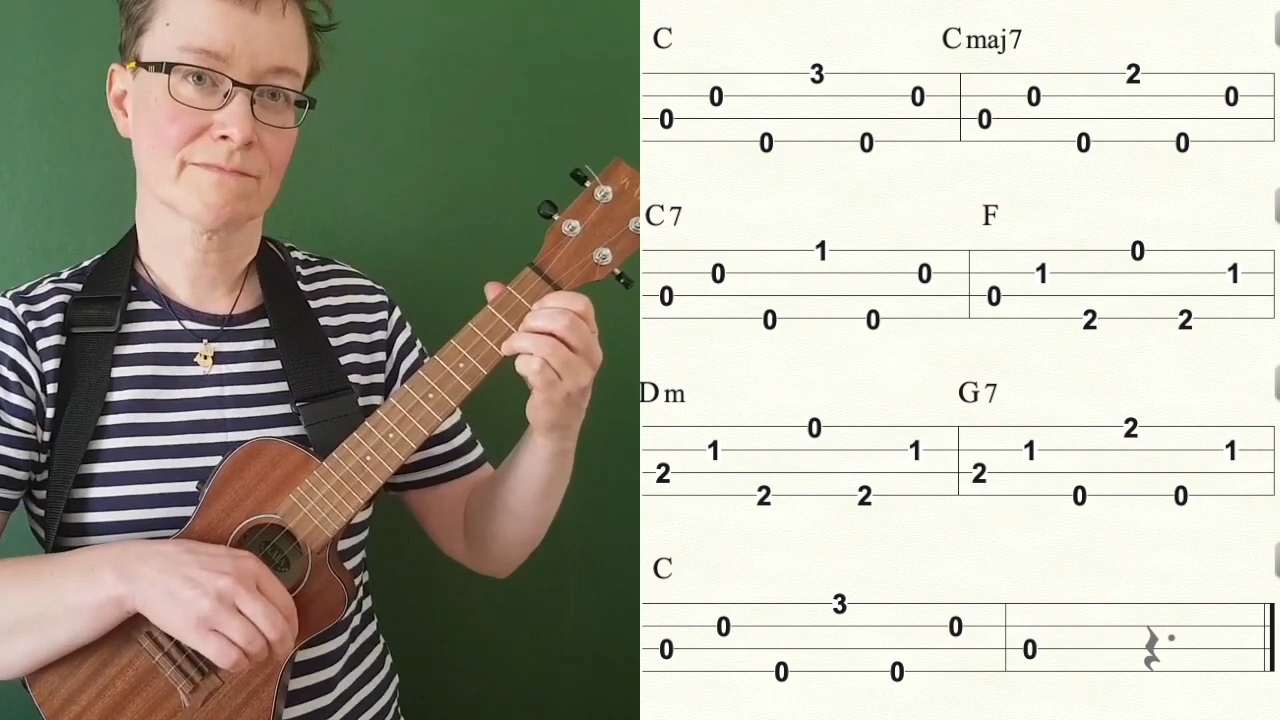 C Cmaj7
3 2
0 0 0 0
0 0
0 0 0 0
C7 F
1 0
0 0 1 1
0 0
0 0 2 2
Dm G7
0 2
1 1 1 1
2 2
2 2 0 0
C
3
0 0
0 0
0 0